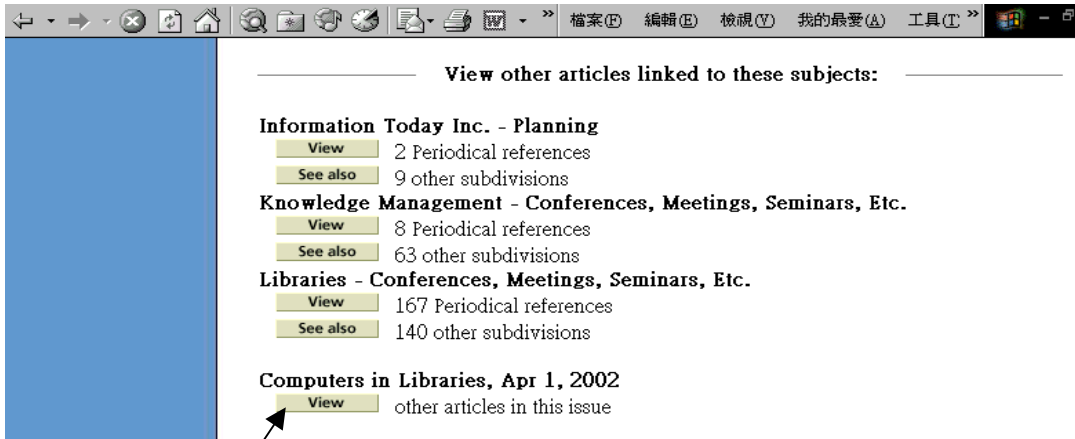 » 檔案(F) 編輯(E) 檢視(V) 我的最愛(A) 工具(T »
View other articles linked to these subjects:
Information Today Inc. - Planning
View 2 Periodical references
See also 9 other subdivisions
Knowledge Management - Conferences, Meetings, Seminars, Etc.
View 8 Periodical references
See also 63 other subdivisions
Libraries - Conferences, Meetings, Seminars, Etc.
View 167 Periodical references
See also 140 other subdivisions
Computers in Libraries, Apr 1, 2002
View other articles in this issue